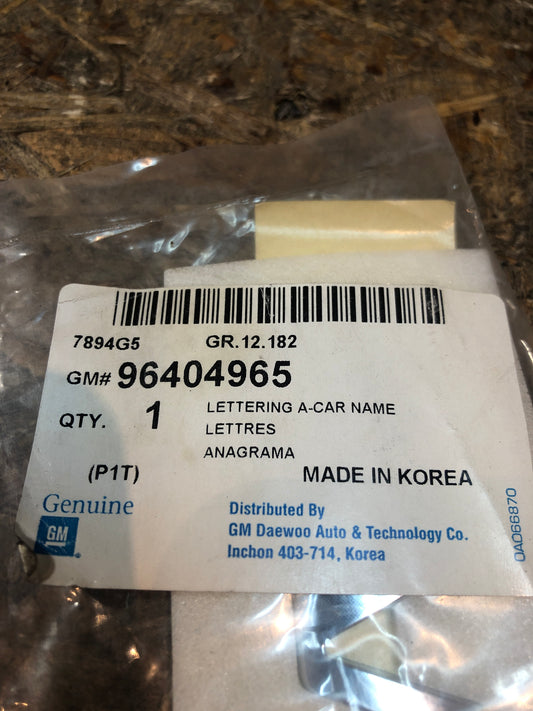 7894G5 GR.12.182
GM# 96404965
QTY. 1 LETTERING A-CAR NAME
LETTRES
ANAGRAMA
(P1T) MADE IN KOREA
Genuine
GM
Distributed By
GM Daewoo Auto & Technology Co.
Inchon 403-714, Korea
0AD66870